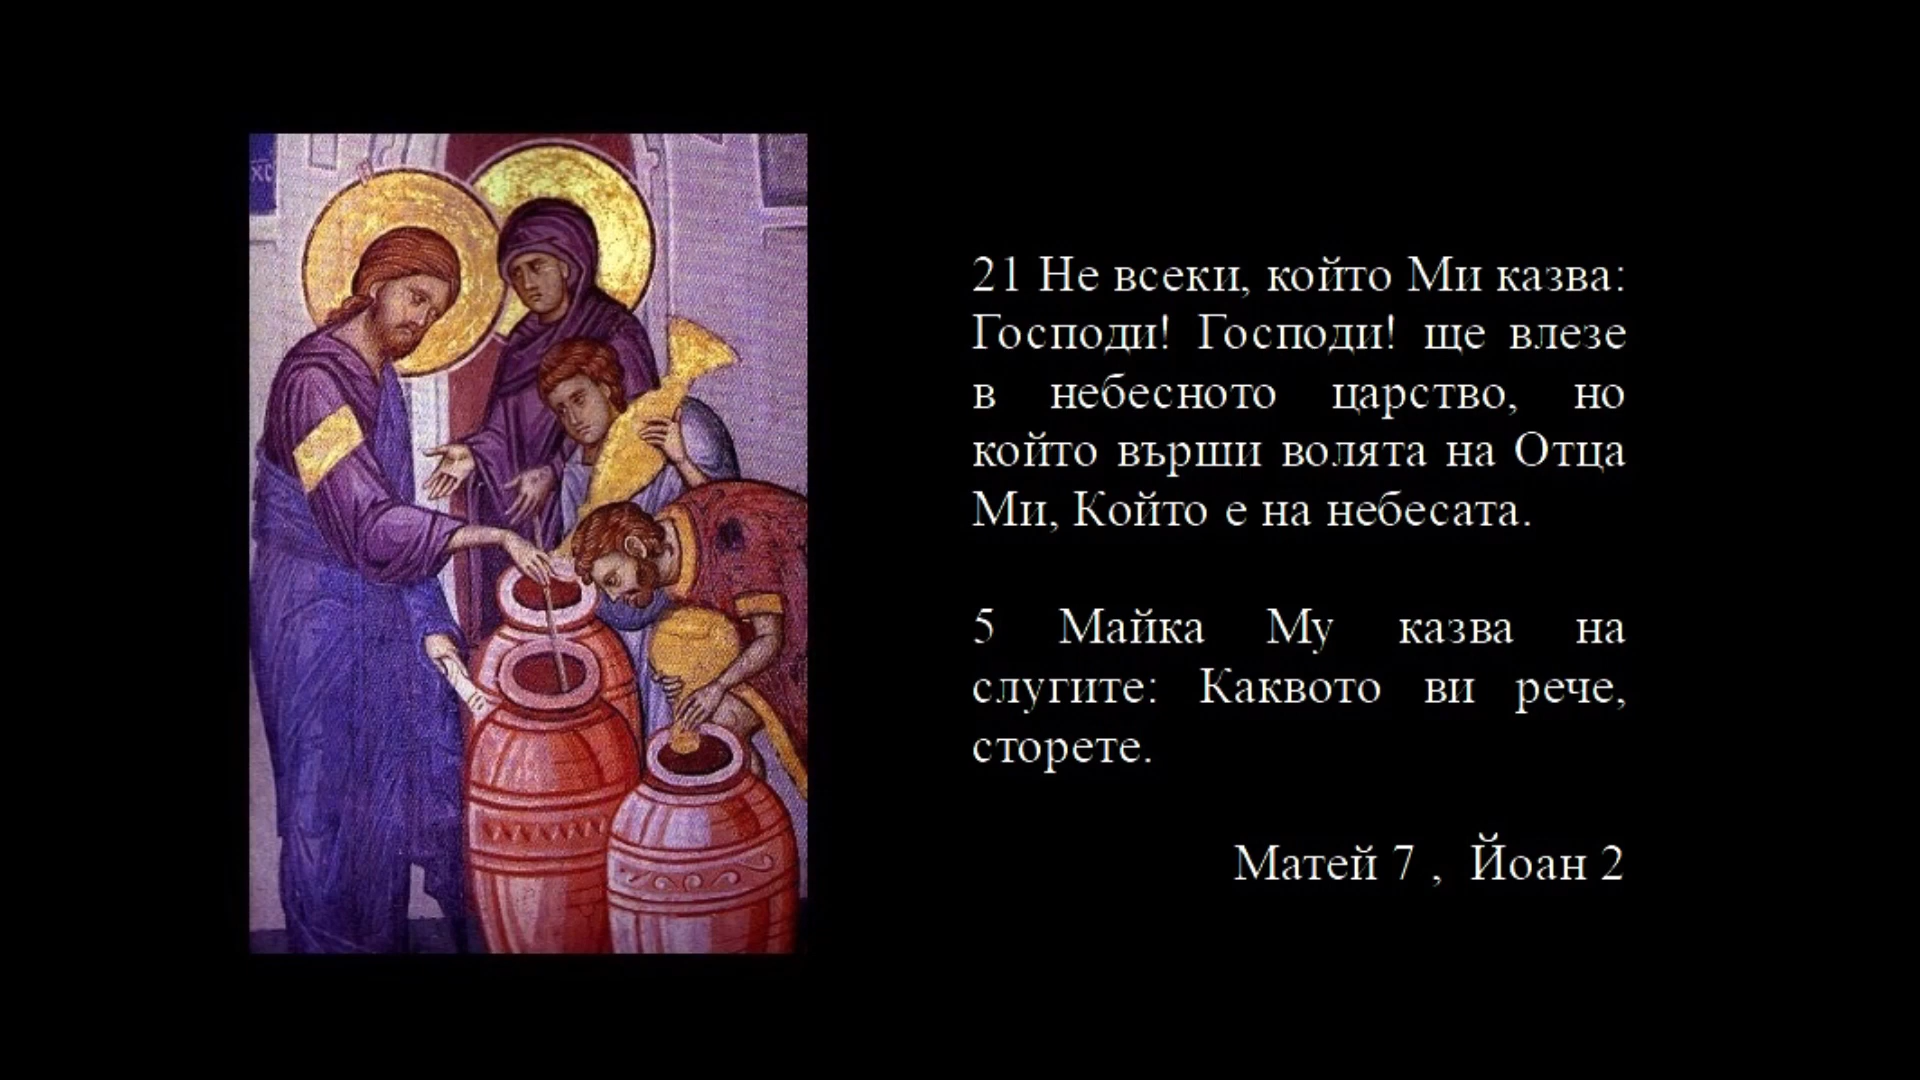 ХС
21 Не всеки, който Ми казва:
Господи! Господи! ще влезе
в небесното царство, но
който върши волята на Отца
Ми, Който е на небесата.
5 Майка Му казва на
слугите: Каквото ви рече,
сторете.
Матей 7 , Йоан 2